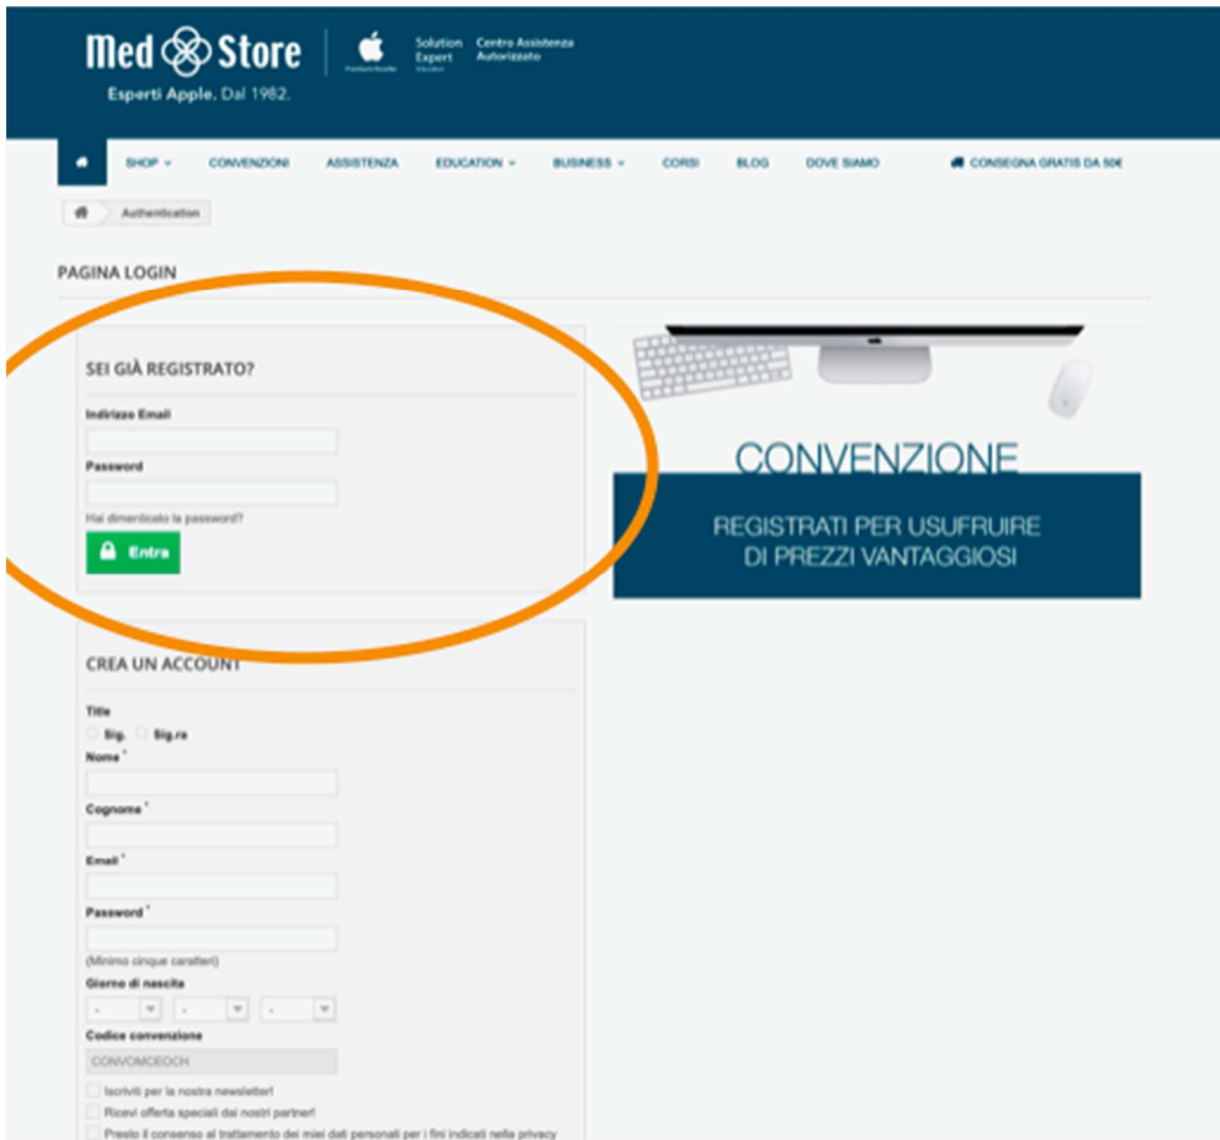 Med Store
Esperti Apple. Dal 1982.
Solution Expert
Centro Assistenza Autorizzato
SHOP CONVENZIONI ASSISTENZA EDUCATION BUSINESS CORSI BLOG DOVE SIAMO CONSEGNA GRATIS DA 50€
Authentication
PAGINA LOGIN
SEI GIÀ REGISTRATO?
Indirizzo Email
Password
Hai dimenticato la password?
Entra
CONVENZIONE
REGISTRATI PER USUFRUIRE
DI PREZZI VANTAGGIOSI
CREA UN ACCOUNT
Title
Sig. Sig.ra
Nome *
Cognome *
Email *
Password *
(Minimo cinque caratteri)
Giorno di nascita
- - -
Codice convenzione
CONVOMCEOCH
Iscriviti per la nostra newsletter!
Ricevi offerta speciali dai nostri partner!
Presto il consenso al trattamento dei miei dati personali per i fini indicati nella privacy